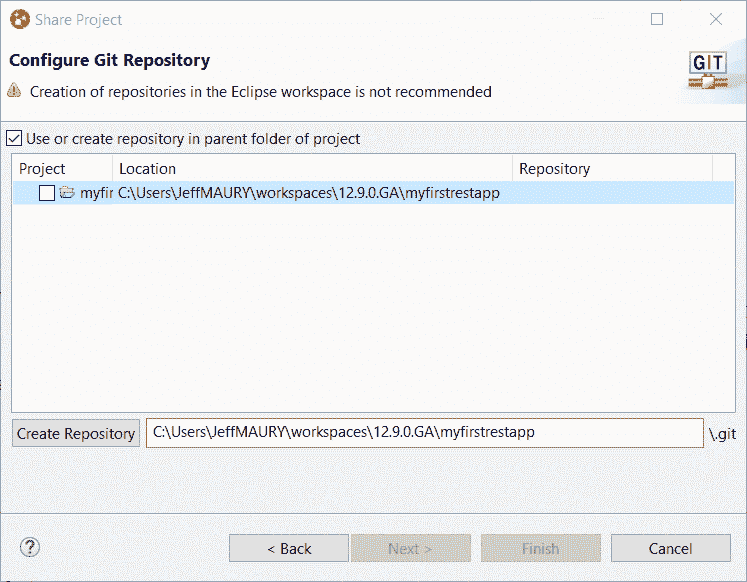 Share Project
Configure Git Repository
GIT
Creation of repositories in the Eclipse workspace is not recommended
Use or create repository in parent folder of project
Project Location Repository
myfir C:\Users\JeffMAURY\workspaces\12.9.0.GA\myfirstrestapp
Create Repository C:\Users\JeffMAURY\workspaces\12.9.0.GA\myfirstrestapp \.git
? < Back Next > Finish Cancel